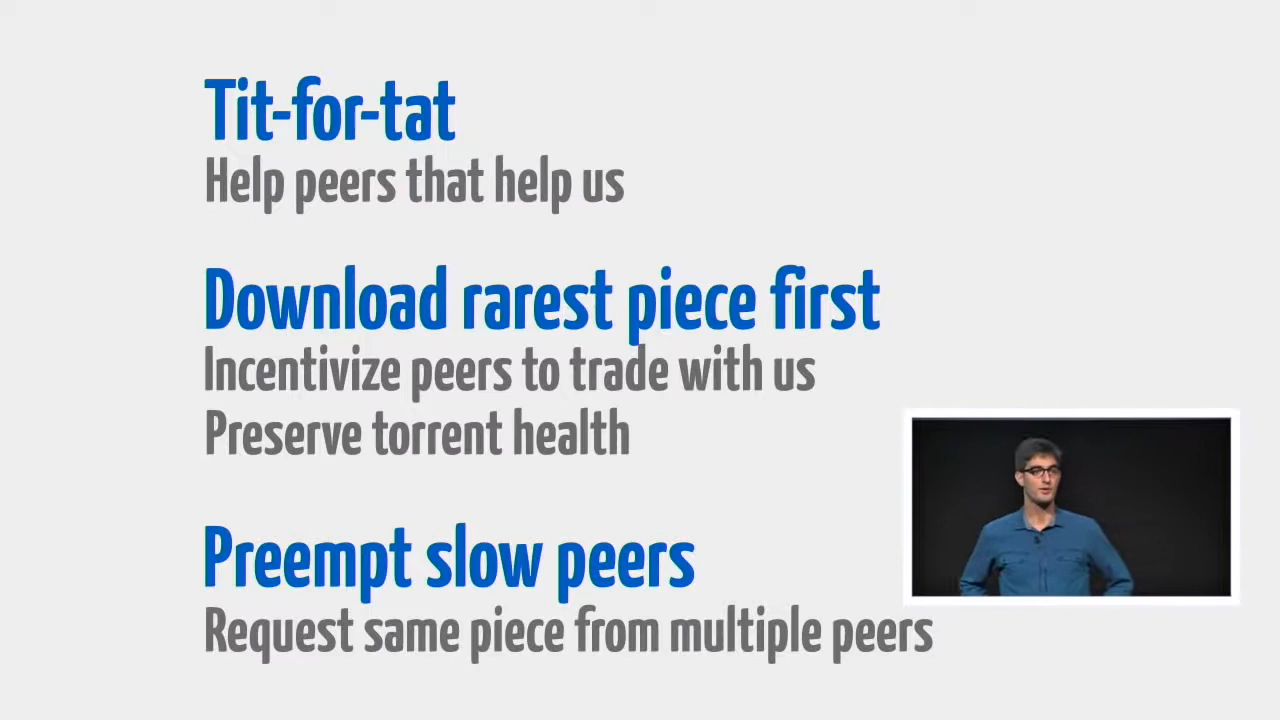 Tit-for-tat
Help peers that help us
Download rarest piece first
Incentivize peers to trade with us
Preserve torrent health
Preempt slow peers
Request same piece from multiple peers